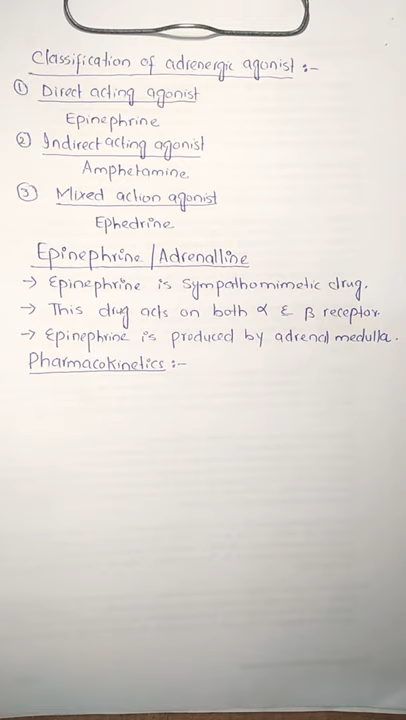 Classification of adrenergic agonist :-
① Direct acting agonist
Epinephrine
② Indirect acting agonist
Amphetamine
③ Mixed action agonist
Ephedrine
Epinephrine / Adrenalline
→ Epinephrine is Sympathomimetic drug.
→ This drug acts on both α & β receptor.
→ Epinephrine is produced by adrenal medulla.
Pharmacokinetics :-